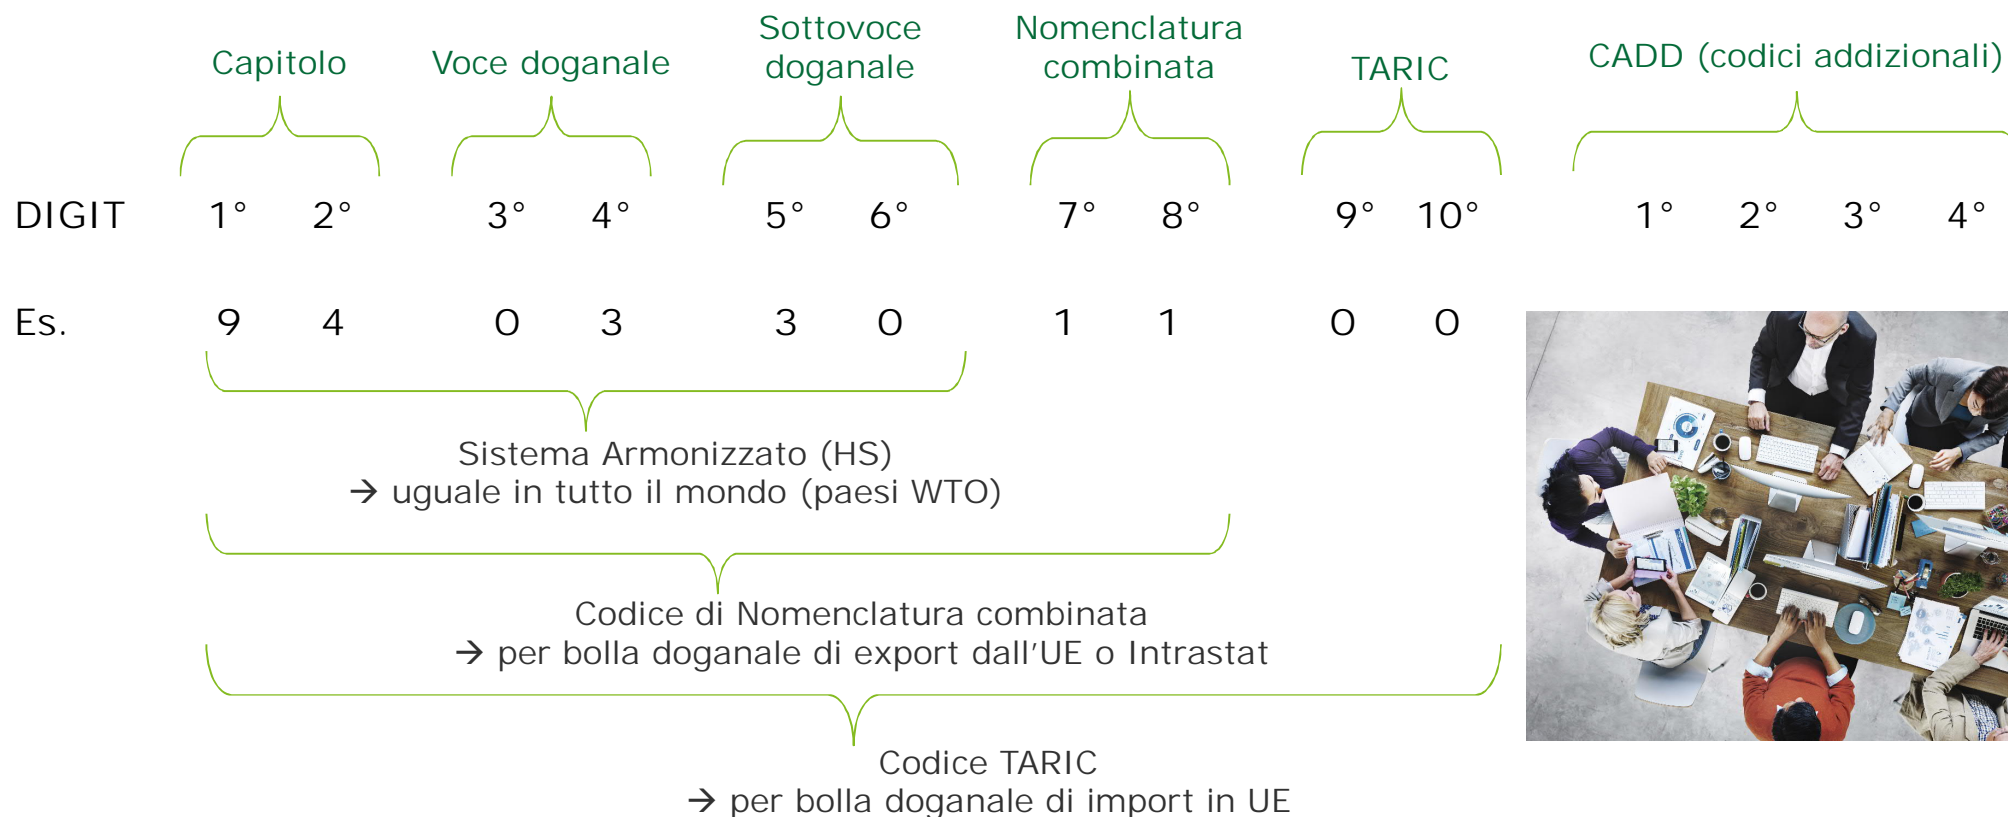 Capitolo
Voce doganale
Sottovoce
doganale
Nomenclatura
combinata
TARIC
CADD (codici addizionali)
DIGIT 1° 2° 3° 4° 5° 6° 7° 8° 9° 10° 1° 2° 3° 4°
Es. 9 4 0 3 3 0 1 1 0 0
Sistema Armonizzato (HS)
→ uguale in tutto il mondo (paesi WTO)
Codice di Nomenclatura combinata
→ per bolla doganale di export dall'UE o Intrastat
Codice TARIC
→ per bolla doganale di import in UE